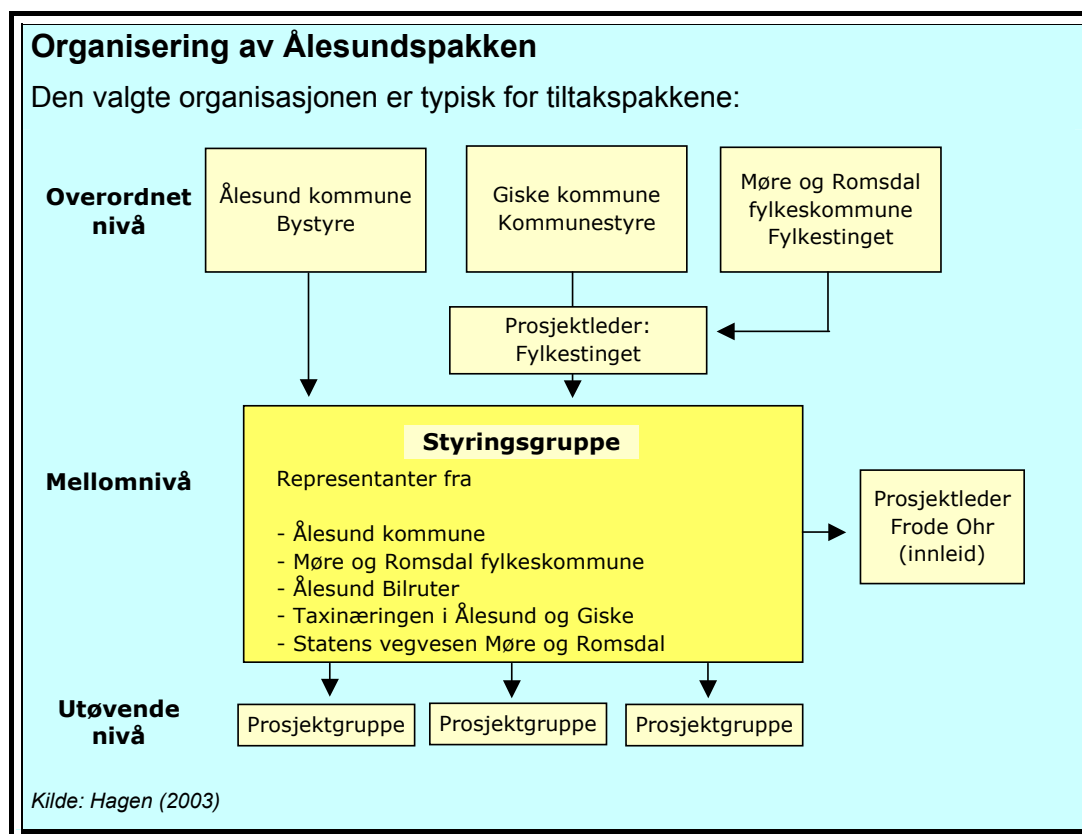 Organisering av Ålesundspakken
Den valgte organisasjonen er typisk for tiltakspakkene:
Overordnet
nivå
Ålesund kommune
Bystyre
Giske kommune
Kommunestyre
Møre og Romsdal
fylkeskommune
Fylkestinget
Prosjektleder:
Fylkestinget
Mellomnivå
Styringsgruppe
Representanter fra
- Ålesund kommune
- Møre og Romsdal fylkeskommune
- Ålesund Bilruter
- Taxinæringen i Ålesund og Giske
- Statens vegvesen Møre og Romsdal
Prosjektleder
Frode Ohr
(innleid)
Utøvende
nivå
Prosjektgruppe
Prosjektgruppe
Prosjektgruppe
Kilde: Hagen (2003)